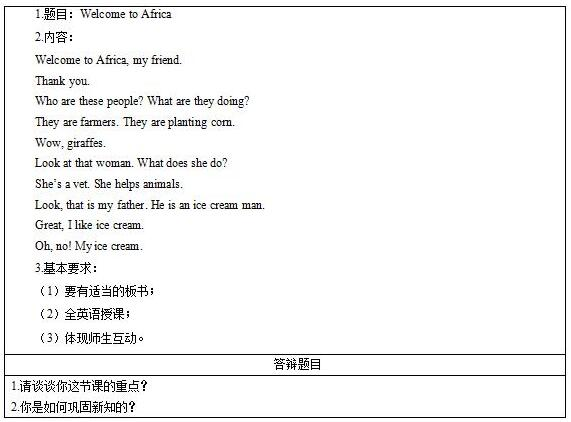 1.题目：Welcome to Africa
2.内容：
Welcome to Africa, my friend.
Thank you.
Who are these people? What are they doing?
They are farmers. They are planting corn.
Wow, giraffes.
Look at that woman. What does she do?
She's a vet. She helps animals.
Look, that is my father. He is an ice cream man.
Great, I like ice cream.
Oh, no! My ice cream.
3.基本要求：
（1）要有适当的板书；
（2）全英语授课；
（3）体现师生互动。
答辩题目
1.请谈谈你这节课的重点？
2.你是如何巩固新知的？